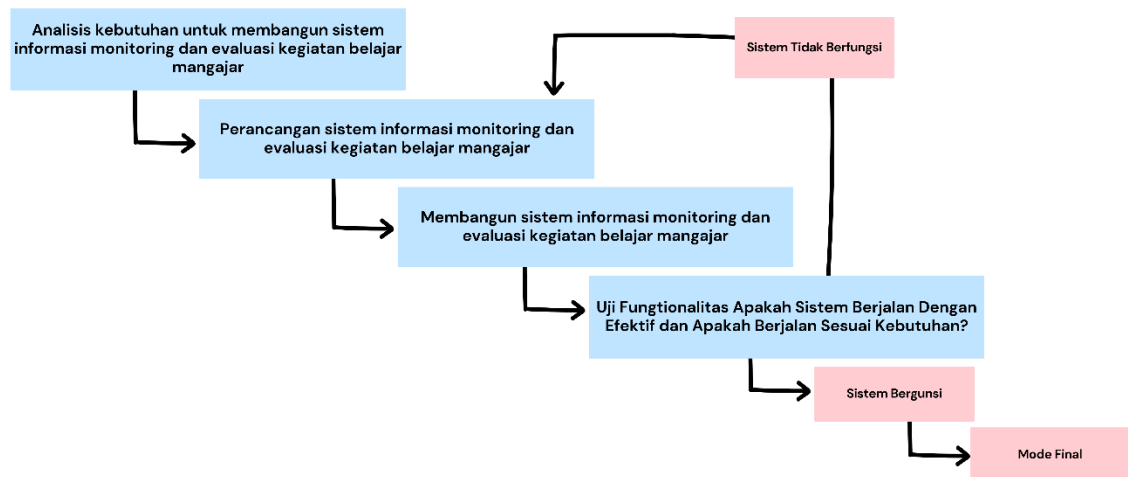 Analisis kebutuhan untuk membangun sistem
informasi monitoring dan evaluasi kegiatan belajar
mangajar
Sistem Tidak Berfungsi
Perancangan sistem informasi monitoring dan
evaluasi kegiatan belajar mangajar
Membangun sistem informasi monitoring dan
evaluasi kegiatan belajar mangajar
Uji Fungtionalitas Apakah Sistem Berjalan Dengan
Efektif dan Apakah Berjalan Sesuai Kebutuhan?
Sistem Bergunsi
Mode Final